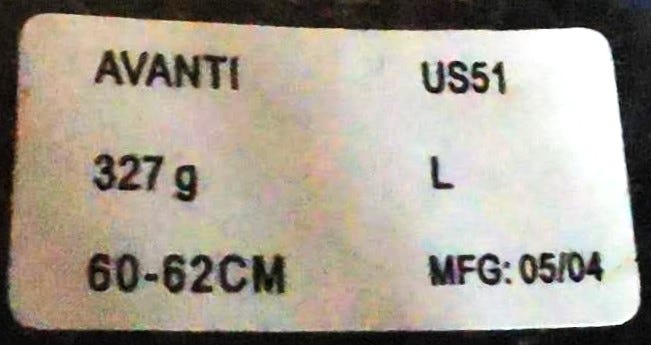 AVANTI US51
327 g L
60-62CM MFG: 05/04